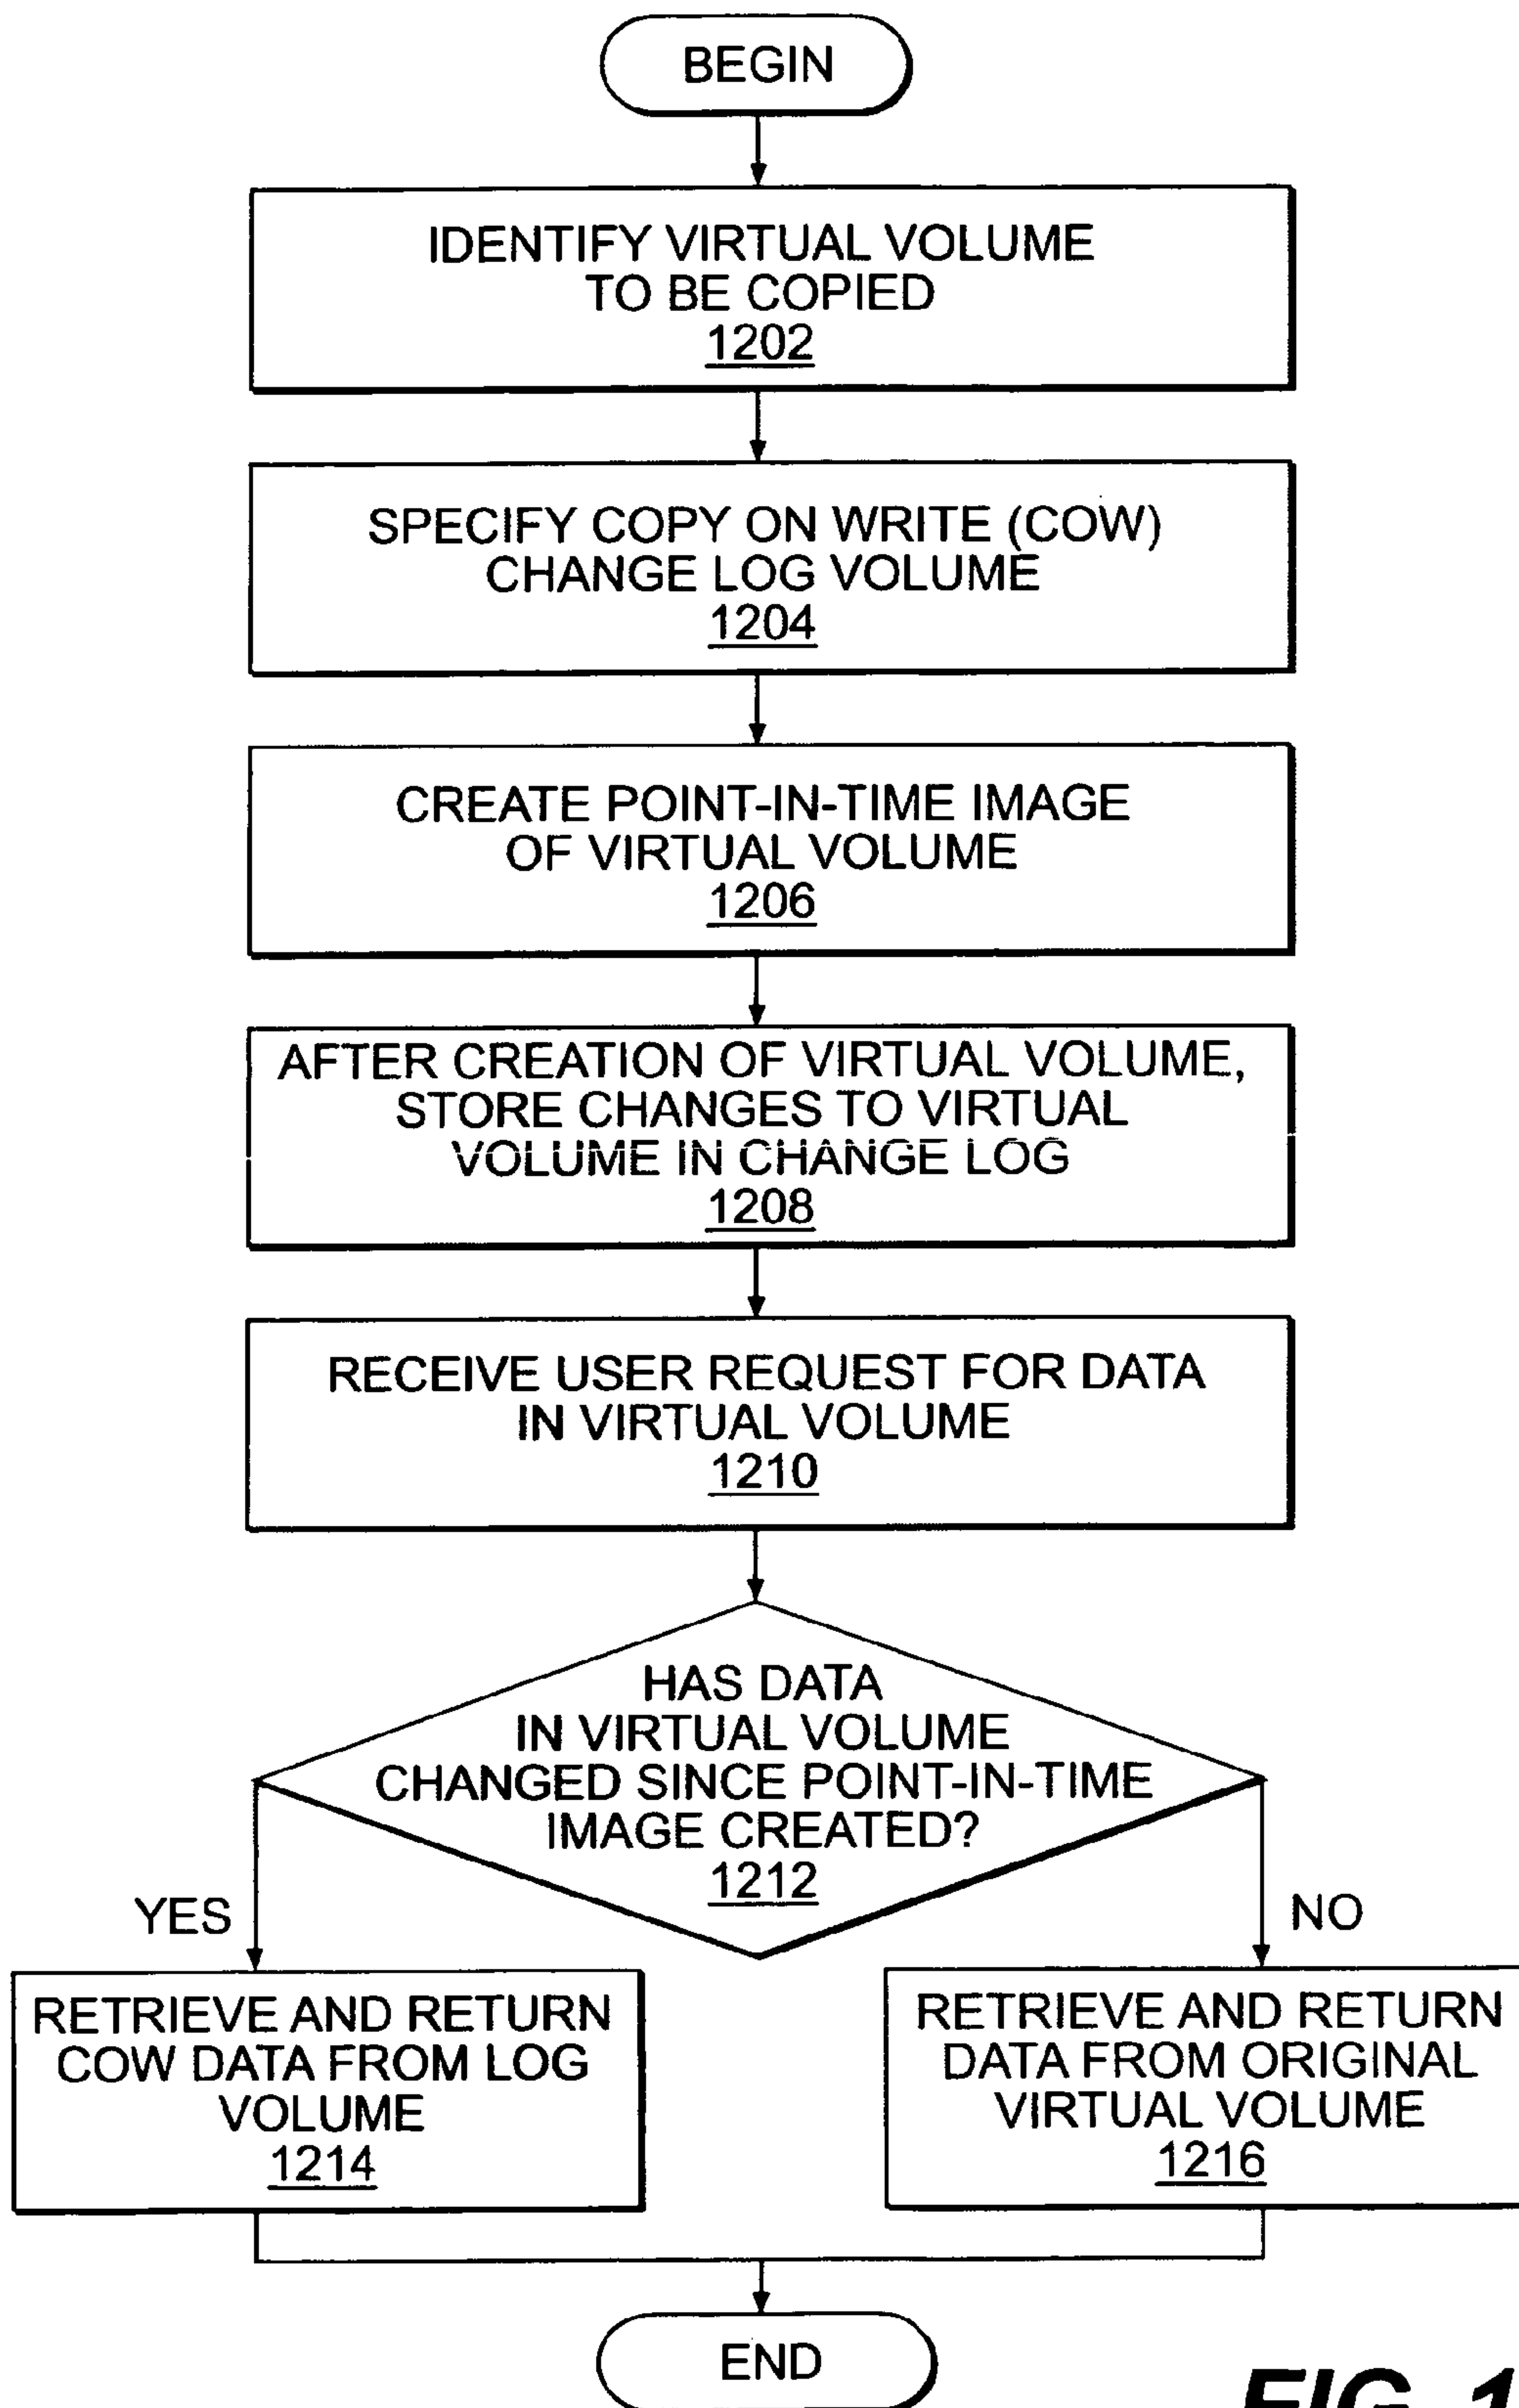 BEGIN
IDENTIFY VIRTUAL VOLUME
TO BE COPIED
1202
SPECIFY COPY ON WRITE (COW)
CHANGE LOG VOLUME
1204
CREATE POINT-IN-TIME IMAGE
OF VIRTUAL VOLUME
1206
AFTER CREATION OF VIRTUAL VOLUME,
STORE CHANGES TO VIRTUAL
VOLUME IN CHANGE LOG
1208
RECEIVE USER REQUEST FOR DATA
IN VIRTUAL VOLUME
1210
HAS DATA
IN VIRTUAL VOLUME
CHANGED SINCE POINT-IN-TIME
IMAGE CREATED?
1212
YES
NO
RETRIEVE AND RETURN
COW DATA FROM LOG
VOLUME
1214
RETRIEVE AND RETURN
DATA FROM ORIGINAL
VIRTUAL VOLUME
1216
END
FIG. 1